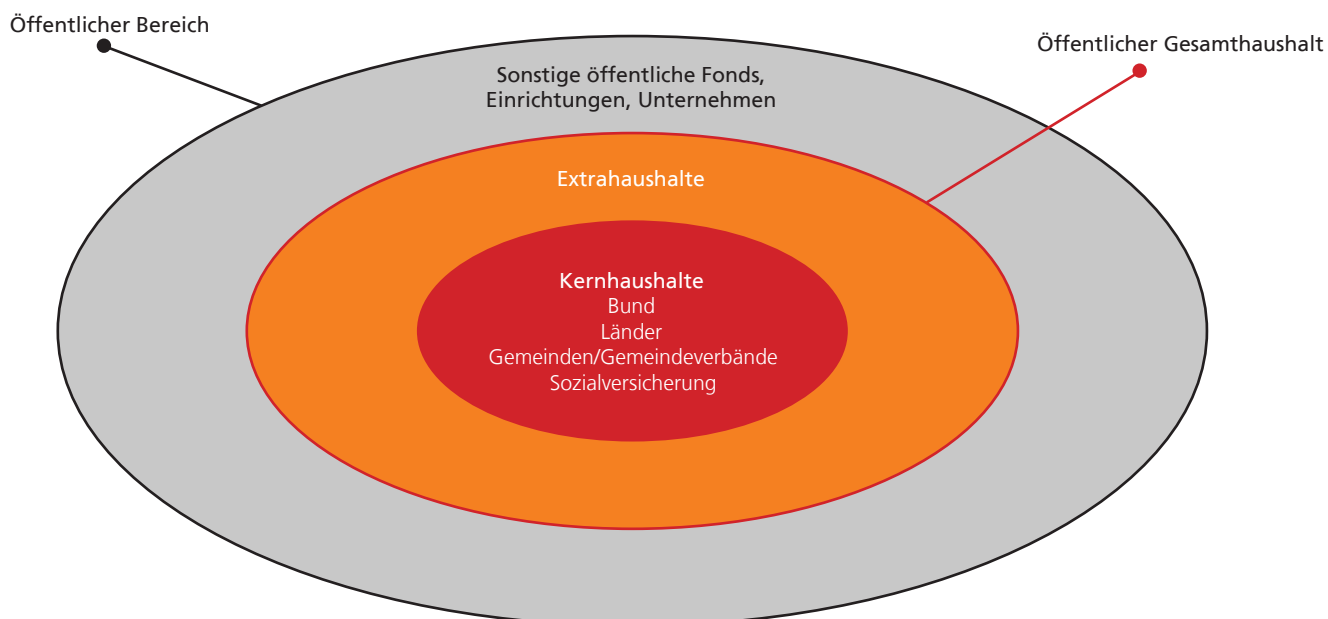 Öffentlicher Bereich
Öffentlicher Gesamthaushalt
Sonstige öffentliche Fonds,
Einrichtungen, Unternehmen
Extrahaushalte
Kernhaushalte
Bund
Länder
Gemeinden/Gemeindeverbände
Sozialversicherung